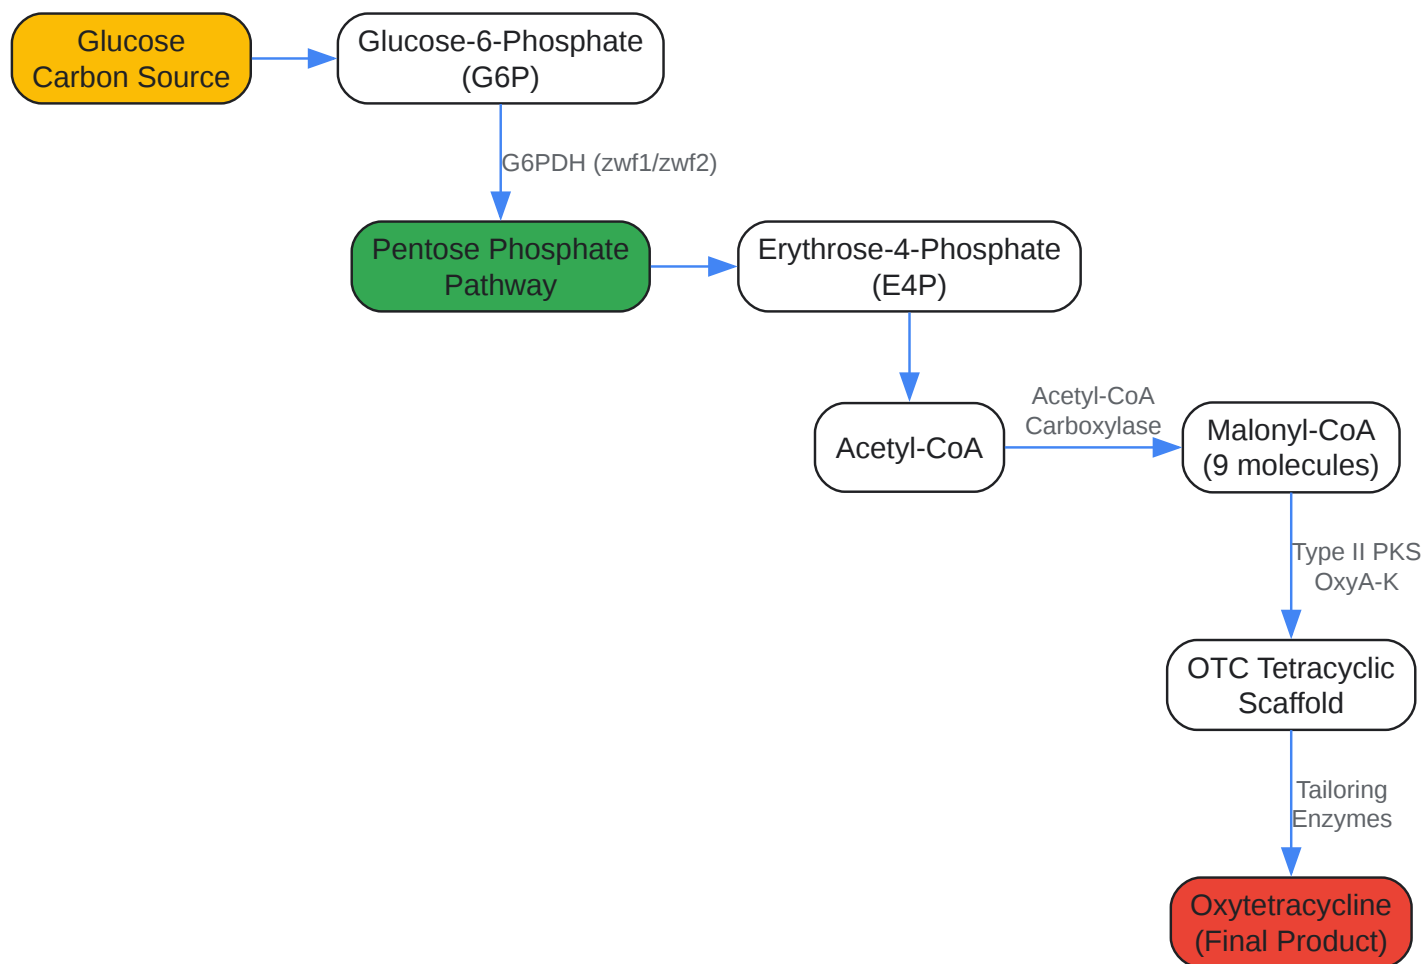 Glucose
Carbon Source
Glucose-6-Phosphate
(G6P)
G6PDH (zwf1/zwf2)
Pentose Phosphate
Pathway
Erythrose-4-Phosphate
(E4P)
Acetyl-CoA
Acetyl-CoA
Carboxylase
Malonyl-CoA
(9 molecules)
Type II PKS
OxyA-K
OTC Tetracyclic
Scaffold
Tailoring
Enzymes
Oxytetracycline
(Final Product)